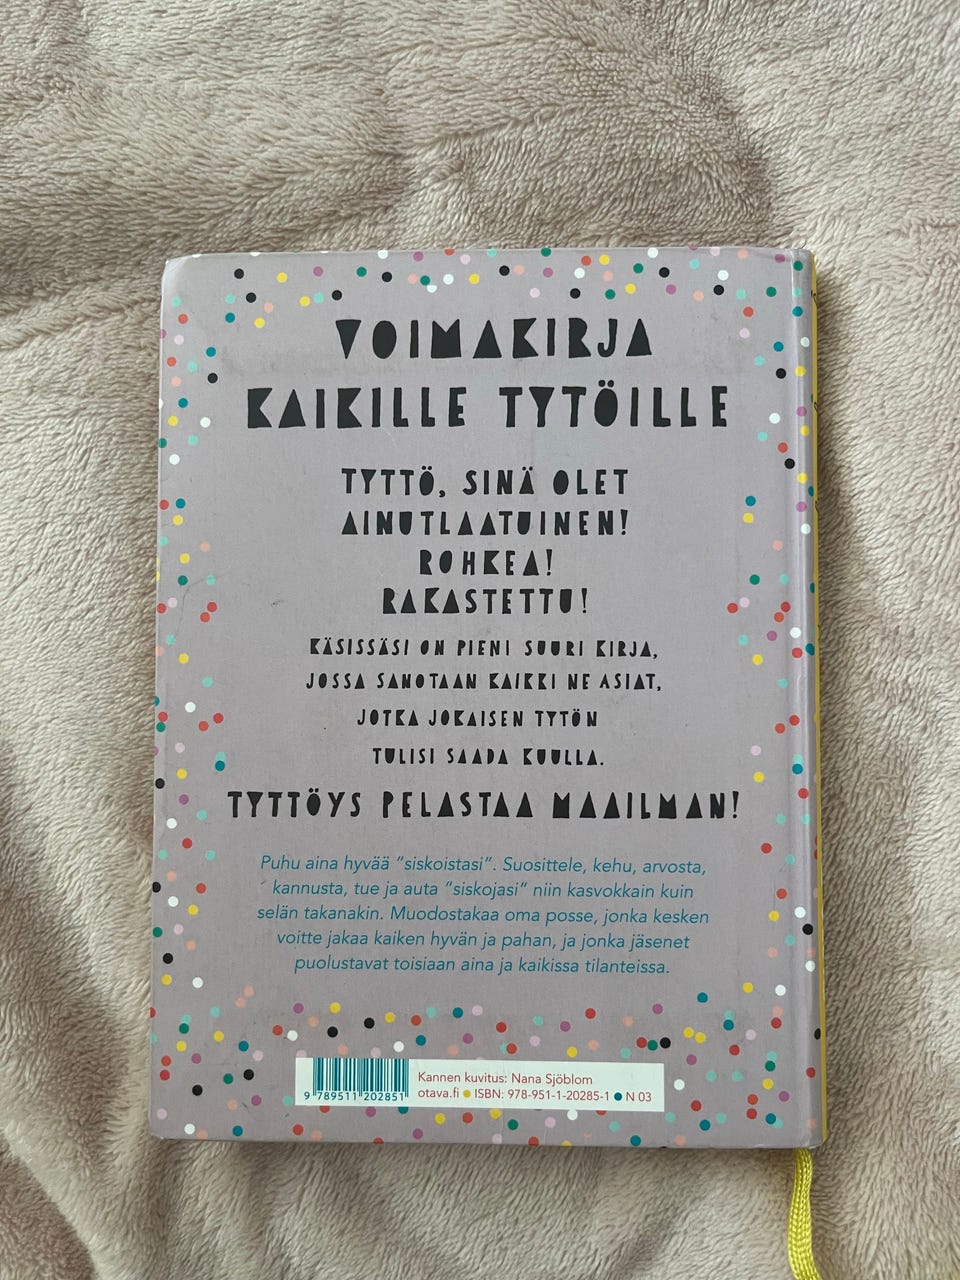 VOIMAKIRJA
KAIKILLE TYTÖILLE
TYTTÖ, SINÄ OLET
AINUTLAATUINEN!
ROHKEA!
RAKASTETTU!
KÄSISSÄSI ON PIENI SUURI KIRJA,
JOSSA SANOTAAN KAIKKI NE ASIAT,
JOTKA JOKAISEN TYTÖN
TULISI SAADA KUULLA.
TYTTÖYS PELASTAA MAAILMAN!
Puhu aina hyvää ”siskoistasi”. Suosittele, kehu, arvosta,
kannusta, tue ja auta ”siskojasi” niin kasvokkain kuin
selän takanakin. Muodostakaa oma posse, jonka kesken
voitte jakaa kaiken hyvän ja pahan, ja jonka jäsenet
puolustavat toisiaan aina ja kaikissa tilanteissa.
9 789511 202851
Kannen kuvitus: Nana Sjöblom
otava.fi ● ISBN: 978-951-1-20285-1 ● N 03